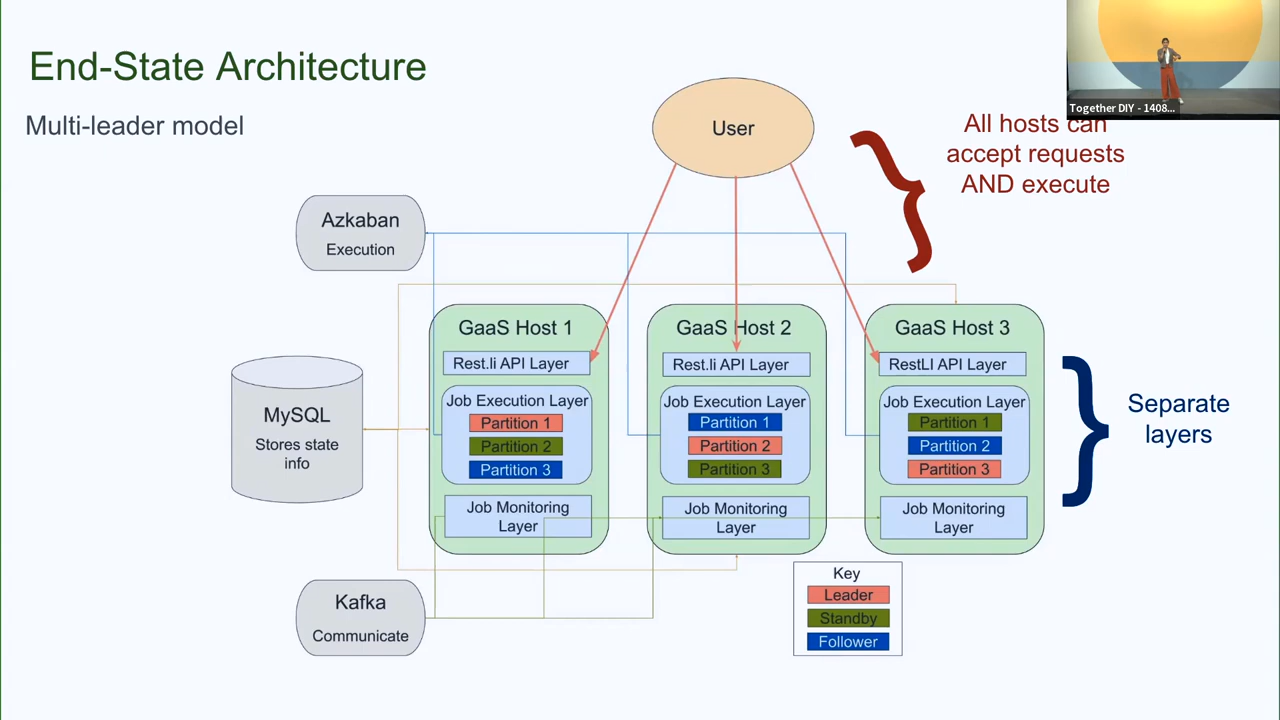 End-State Architecture
Multi-leader model
Together DIY - 1408...
User
All hosts can
accept requests
AND execute
Azkaban
Execution
GaaS Host 1
Rest.li API Layer
Job Execution Layer
Partition 1
Partition 2
Partition 3
Job Monitoring
Layer
GaaS Host 2
Rest.li API Layer
Job Execution Layer
Partition 1
Partition 2
Partition 3
Job Monitoring
Layer
GaaS Host 3
RestLI API Layer
Job Execution Layer
Partition 1
Partition 2
Partition 3
Job Monitoring
Layer
Separate
layers
MySQL
Stores state
info
Kafka
Communicate
Key
Leader
Standby
Follower